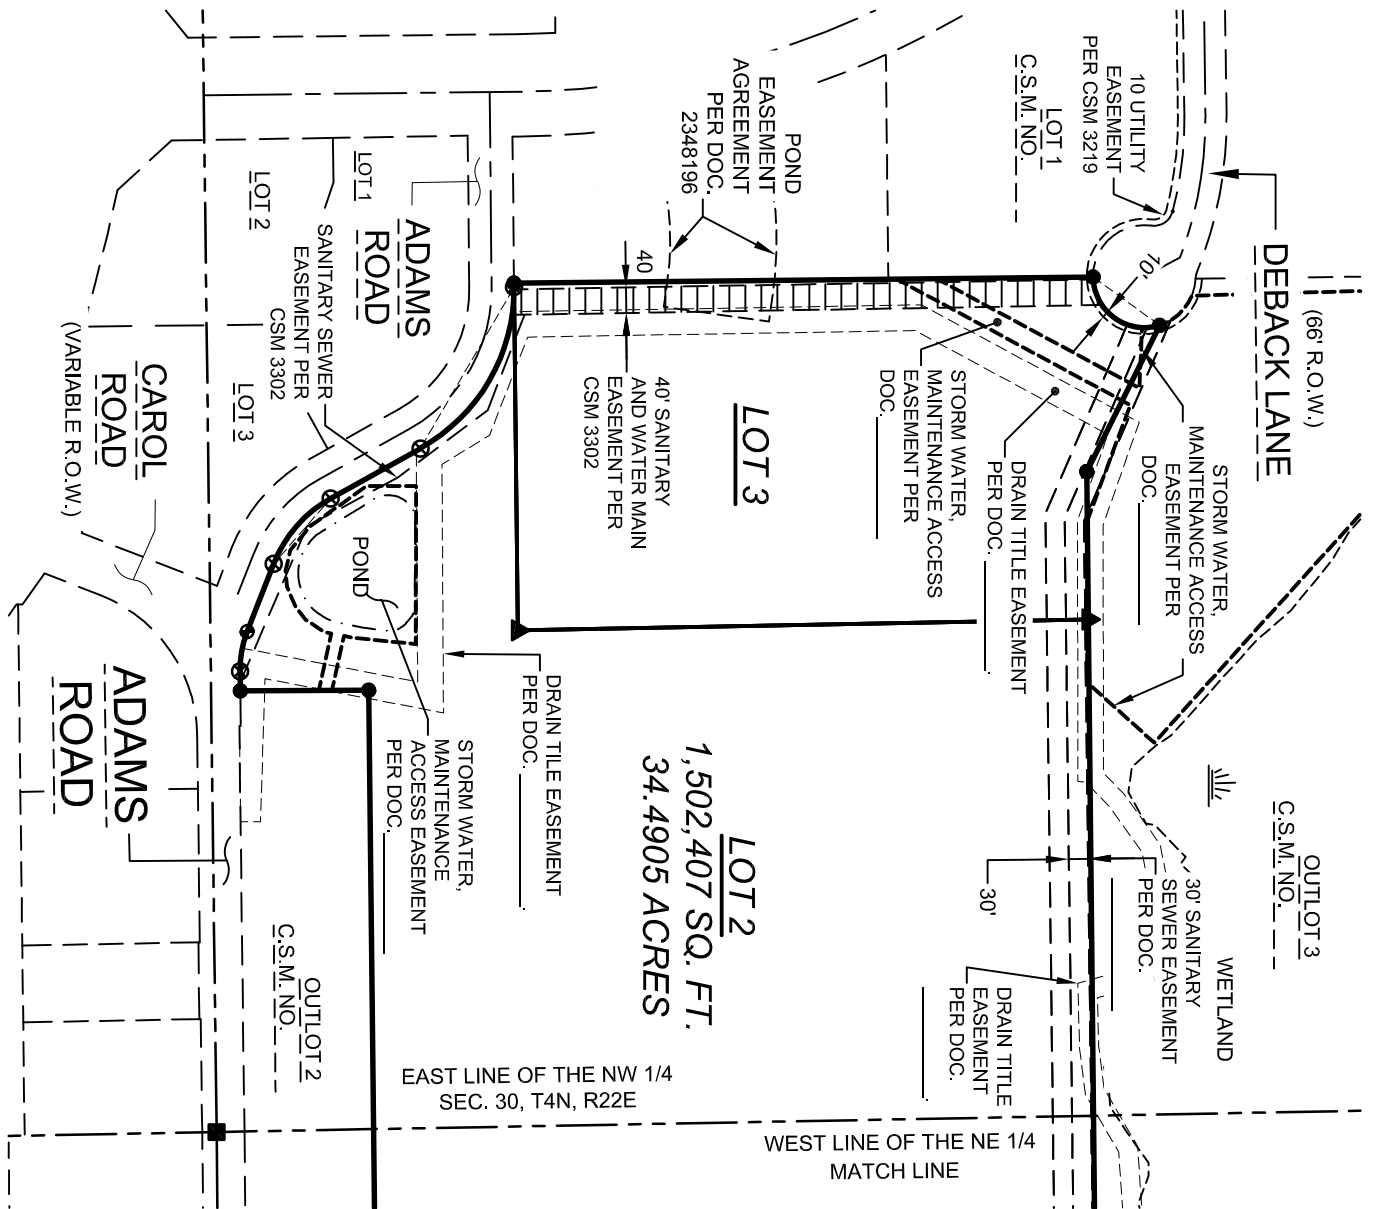 10 UTILITY
EASEMENT
PER CSM 3219
LOT 1
C.S.M. NO.
DEBACK LANE
(66' R.O.W.)
70'
POND
EASEMENT
AGREEMENT
PER DOC.
2348196
40
LOT 1
LOT 2
LOT 3
ADAMS
ROAD
SANITARY SEWER
EASEMENT PER
CSM 3302
CAROL
ROAD
(VARIABLE R.O.W.)
40' SANITARY
AND WATER MAIN
EASEMENT PER
CSM 3302
LOT 3
STORM WATER,
MAINTENANCE ACCESS
EASEMENT PER
DOC.
DRAIN TITLE EASEMENT
PER DOC.
STORM WATER,
MAINTENANCE ACCESS
EASEMENT PER
DOC.
POND
DRAIN TILE EASEMENT
PER DOC.
STORM WATER,
MAINTENANCE
ACCESS EASEMENT
PER DOC.
ADAMS
ROAD
LOT 2
1,502,407 SQ. FT.
34.4905 ACRES
OUTLOT 3
C.S.M. NO.
30'
30' SANITARY
SEWER EASEMENT
PER DOC.
WETLAND
DRAIN TITLE
EASEMENT
PER DOC.
OUTLOT 2
C.S.M. NO.
EAST LINE OF THE NW 1/4
SEC. 30, T4N, R22E
WEST LINE OF THE NE 1/4
MATCH LINE